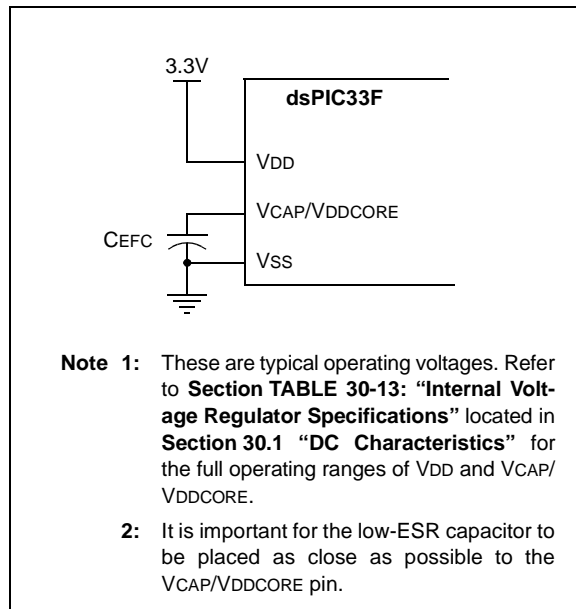 3.3V
dsPIC33F
VDD
VCAP/VDDCORE
CEFC
VSS
Note 1: These are typical operating voltages. Refer
to Section TABLE 30-13: “Internal Volt-
age Regulator Specifications” located in
Section 30.1 “DC Characteristics” for
the full operating ranges of VDD and VCAP/
VDDCORE.
2: It is important for the low-ESR capacitor to
be placed as close as possible to the
VCAP/VDDCORE pin.